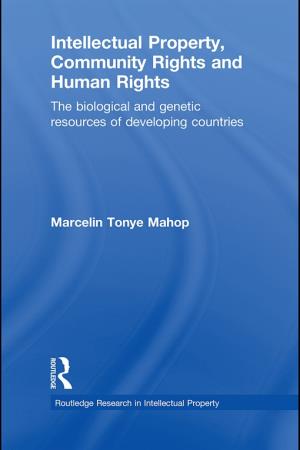 Intellectual Property,
Community Rights and
Human Rights
The biological and genetic
resources of developing countries
Marcelin Tonye Mahop
ROUTLEDGE
Routledge Research in Intellectual Property